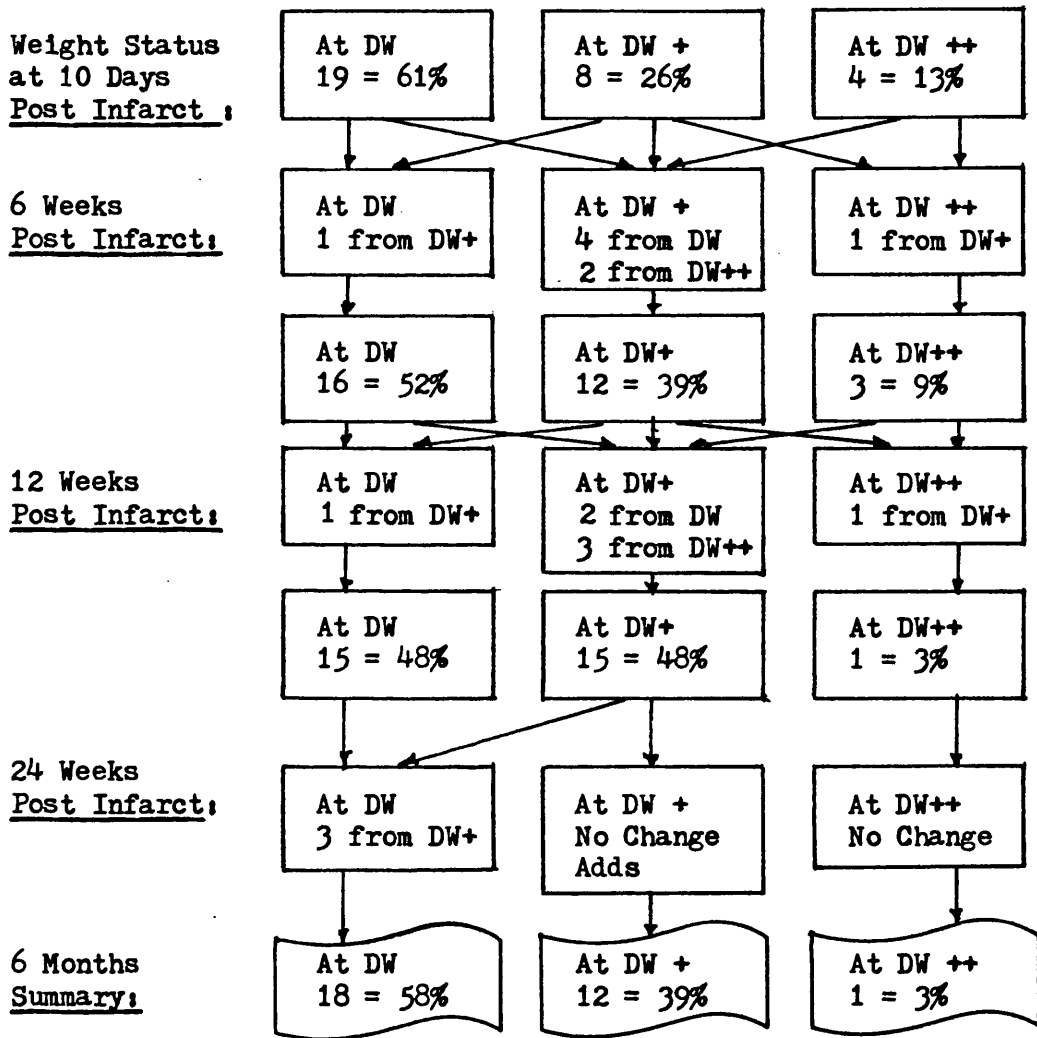 Weight Status
at 10 Days
Post Infarct :
At DW
19 = 61%
At DW +
8 = 26%
At DW ++
4 = 13%
6 Weeks
Post Infarct:
At DW
1 from DW+
At DW +
4 from DW
2 from DW++
At DW ++
1 from DW+
At DW
16 = 52%
At DW+
12 = 39%
At DW++
3 = 9%
12 Weeks
Post Infarct:
At DW
1 from DW+
At DW+
2 from DW
3 from DW++
At DW++
1 from DW+
At DW
15 = 48%
At DW+
15 = 48%
At DW++
1 = 3%
24 Weeks
Post Infarct:
At DW
3 from DW+
At DW +
No Change
Adds
At DW++
No Change
6 Months
Summary:
At DW
18 = 58%
At DW +
12 = 39%
At DW ++
1 = 3%